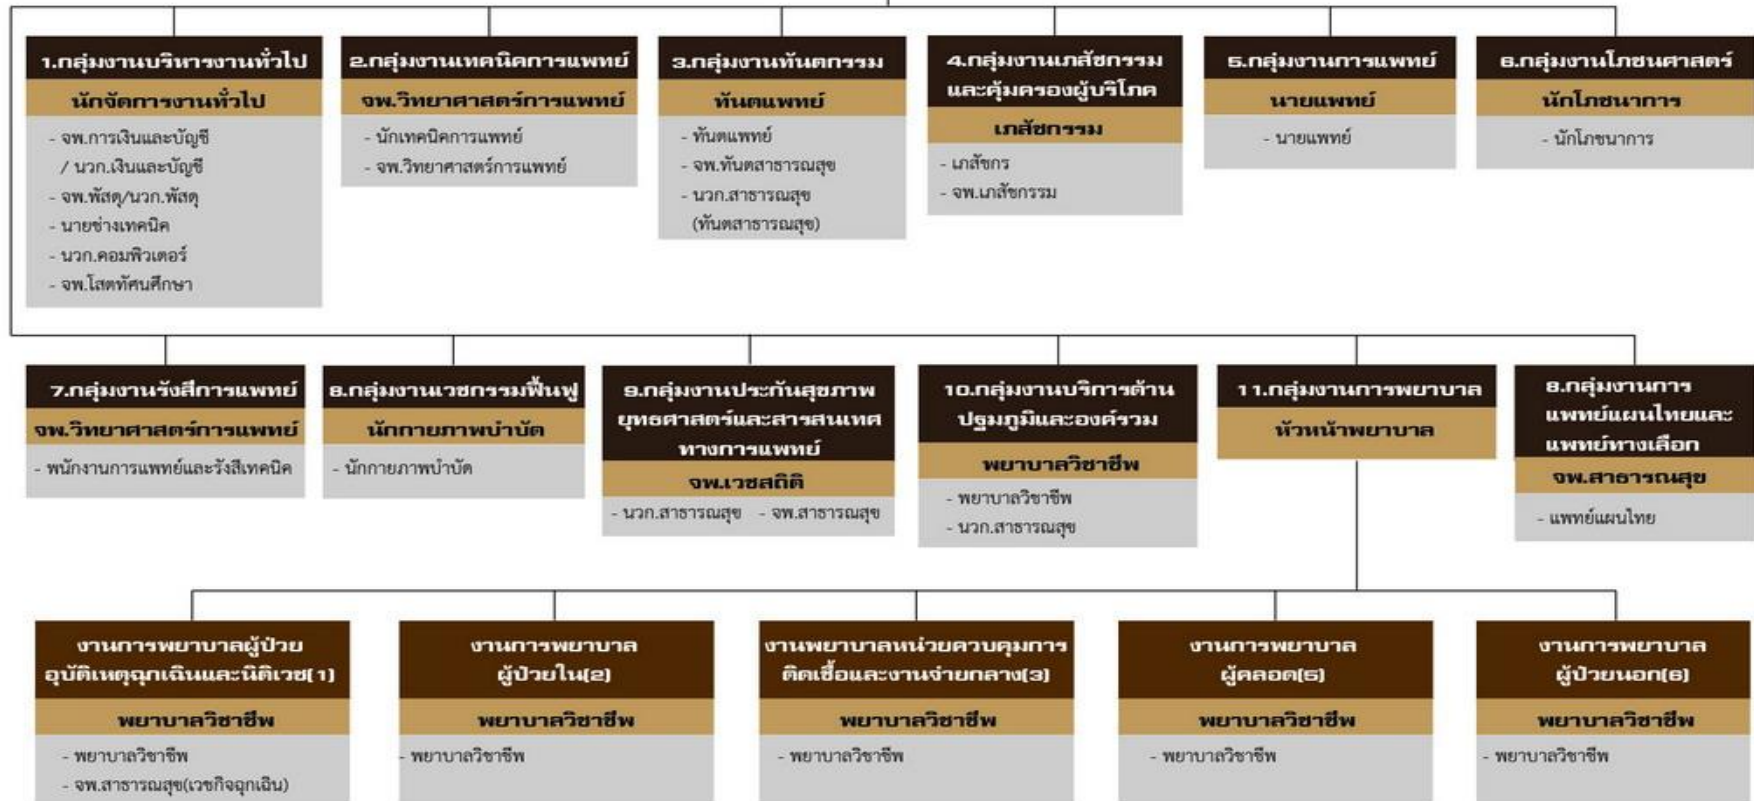 1.กลุ่มงานบริหารงานทั่วไป
นักจัดการงานทั่วไป
- จพ.การเงินและบัญชี
/ นวก.เงินและบัญชี
- จพ.พัสดุ/นวก.พัสดุ
- นายช่างเทคนิค
- นวก.คอมพิวเตอร์
- จพ.โสตทัศนศึกษา
2.กลุ่มงานเทคนิคการแพทย์
จพ.วิทยาศาสตร์การแพทย์
- นักเทคนิคการแพทย์
- จพ.วิทยาศาสตร์การแพทย์
3.กลุ่มงานทันตกรรม
ทันตแพทย์
- ทันตแพทย์
- จพ.ทันตสาธารณสุข
- นวก.สาธารณสุข
(ทันตสาธารณสุข)
4.กลุ่มงานเภสัชกรรม
และคุ้มครองผู้บริโภค
เภสัชกรรม
- เภสัชกร
- จพ.เภสัชกรรม
5.กลุ่มงานการแพทย์
นายแพทย์
- นายแพทย์
6.กลุ่มงานโภชนศาสตร์
นักโภชนาการ
- นักโภชนาการ
7.กลุ่มงานรังสีการแพทย์
จพ.วิทยาศาสตร์การแพทย์
- พนักงานการแพทย์และรังสีเทคนิค
8.กลุ่มงานเวชกรรมฟื้นฟู
นักกายภาพบำบัด
- นักกายภาพบำบัด
9.กลุ่มงานประกันสุขภาพ
ยุทธศาสตร์และสารสนเทศ
ทางการแพทย์
จพ.เวชสถิติ
- นวก.สาธารณสุข - จพ.สาธารณสุข
10.กลุ่มงานบริการด้าน
ปฐมภูมิและองค์รวม
พยาบาลวิชาชีพ
- พยาบาลวิชาชีพ
- นวก.สาธารณสุข
11.กลุ่มงานการพยาบาล
หัวหน้าพยาบาล
8.กลุ่มงานการ
แพทย์แผนไทยและ
แพทย์ทางเลือก
จพ.สาธารณสุข
- แพทย์แผนไทย
งานการพยาบาลผู้ป่วย
อุบัติเหตุฉุกเฉินและนิติเวช(1)
พยาบาลวิชาชีพ
- พยาบาลวิชาชีพ
- จพ.สาธารณสุข(เวชกิจฉุกเฉิน)
งานการพยาบาล
ผู้ป่วยใน(2)
พยาบาลวิชาชีพ
- พยาบาลวิชาชีพ
งานพยาบาลหน่วยควบคุมการ
ติดเชื้อและงานจ่ายกลาง(3)
พยาบาลวิชาชีพ
- พยาบาลวิชาชีพ
งานการพยาบาล
ผู้คลอด(5)
พยาบาลวิชาชีพ
- พยาบาลวิชาชีพ
งานการพยาบาล
ผู้ป่วยนอก(6)
พยาบาลวิชาชีพ
- พยาบาลวิชาชีพ